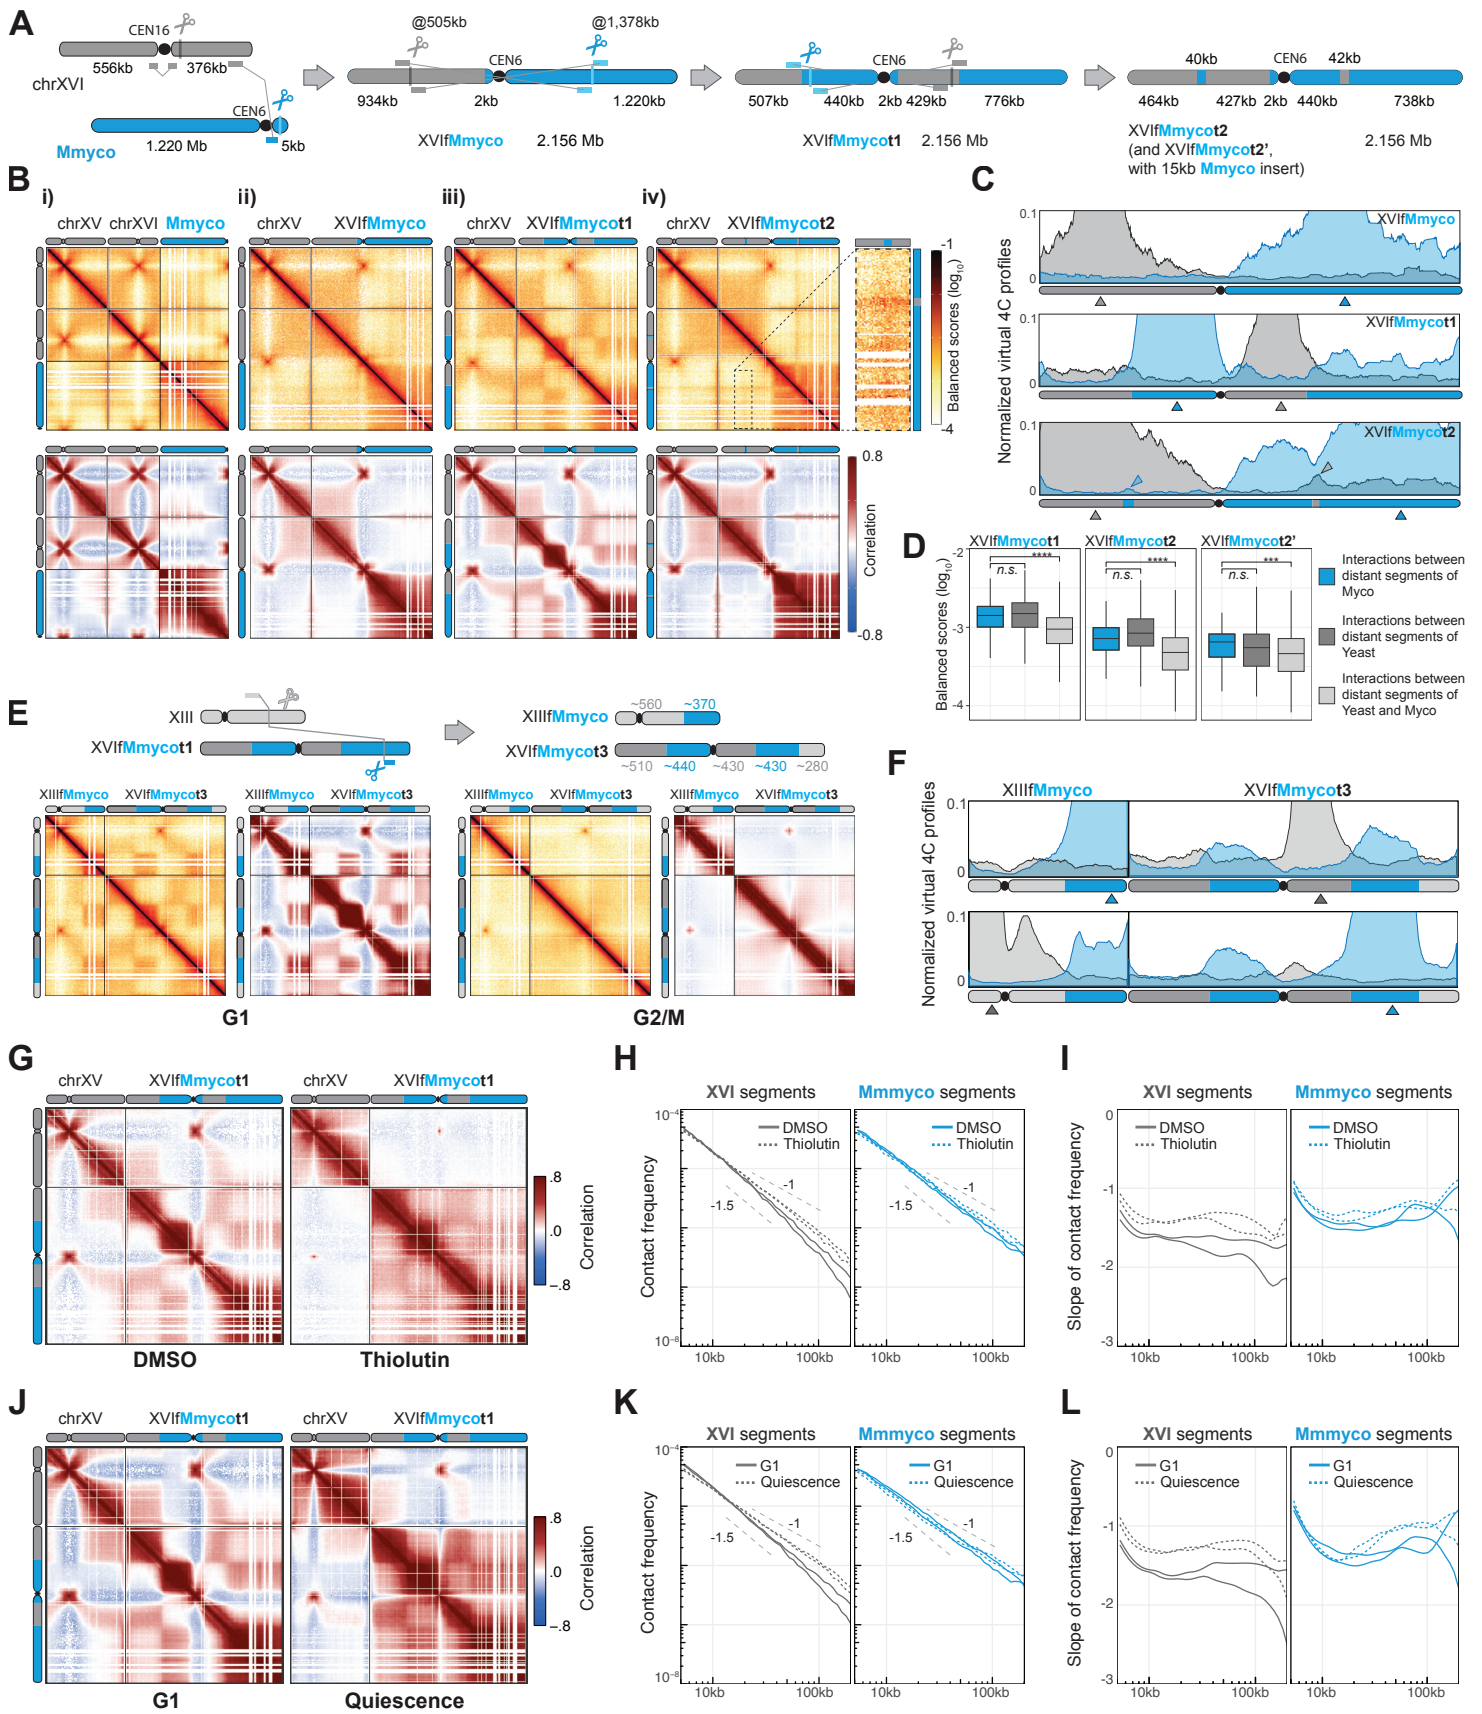 A
CEN16
@505kb
@1,378kb
CEN6
CEN6
40kb
CEN6
42kb
556kb
376kb
chrXVI
CEN6
934kb
2kb
1.220kb
507kb
440kb
2kb
429kb
776kb
464kb
427kb
2kb
440kb
738kb
Mmyco
1.220 Mb
5kb
XVIfMmyco
2.156 Mb
XVIfMmycot1
2.156 Mb
XVIfMmycot2
(and XVIfMmycot2',
with 15kb Mmyco insert)
2.156 Mb
B
i)
ii)
iii)
iv)
chrXV
chrXVI
Mmyco
chrXV
XVIfMmyco
chrXV
XVIfMmycot1
chrXV
XVIfMmycot2
-1
Balanced scores (log10)
-4
0.8
Correlation
-0.8
C
Normalized virtual 4C profiles
0.1
XVIfMmyco
0
0.1
XVIfMmycot1
0
0.1
XVIfMmycot2
0
D
XVIfMmycot1
XVIfMmycot2
XVIfMmycot2'
Balanced scores (log10)
-2
-3
-4
n.s.
****
n.s.
****
n.s.
***
Interactions between
distant segments of
Myco
Interactions between
distant segments of
Yeast
Interactions between
distant segments of
Yeast and Myco
E
XIII
XVIfMmycot1
XIIIfMmyco
~560
~370
XVIfMmycot3
~510
~440
~430
~430
~280
XIIIfMmyco
XVIfMmycot3
XIIIfMmyco
XVIfMmycot3
XIIIfMmyco
XVIfMmycot3
XVIfMmycot3
G1
G2/M
F
XIIIfMmyco
XVIfMmycot3
Normalized virtual 4C profiles
0.1
0
0.1
0
G
chrXV
XVIfMmycot1
chrXV
XVIfMmycot1
.8
.0
-.8
Correlation
DMSO
Thiolutin
H
XVI segments
Mmmyco segments
Contact frequency
10-4
10-8
DMSO
Thiolutin
-1
-1.5
DMSO
Thiolutin
-1
-1.5
10kb
100kb
10kb
100kb
I
XVI segments
Mmmyco segments
Slope of contact frequency
0
-1
-2
-3
DMSO
Thiolutin
DMSO
Thiolutin
10kb
100kb
10kb
100kb
J
chrXV
XVIfMmycot1
chrXV
XVIfMmycot1
.8
.0
-.8
Correlation
G1
Quiescence
K
XVI segments
Mmmyco segments
Contact frequency
10-4
10-8
G1
Quiescence
-1
-1.5
G1
Quiescence
-1
-1.5
10kb
100kb
10kb
100kb
L
XVI segments
Mmmyco segments
Slope of contact frequency
0
-1
-2
-3
G1
Quiescence
G1
Quiescence
10kb
100kb
10kb
100kb